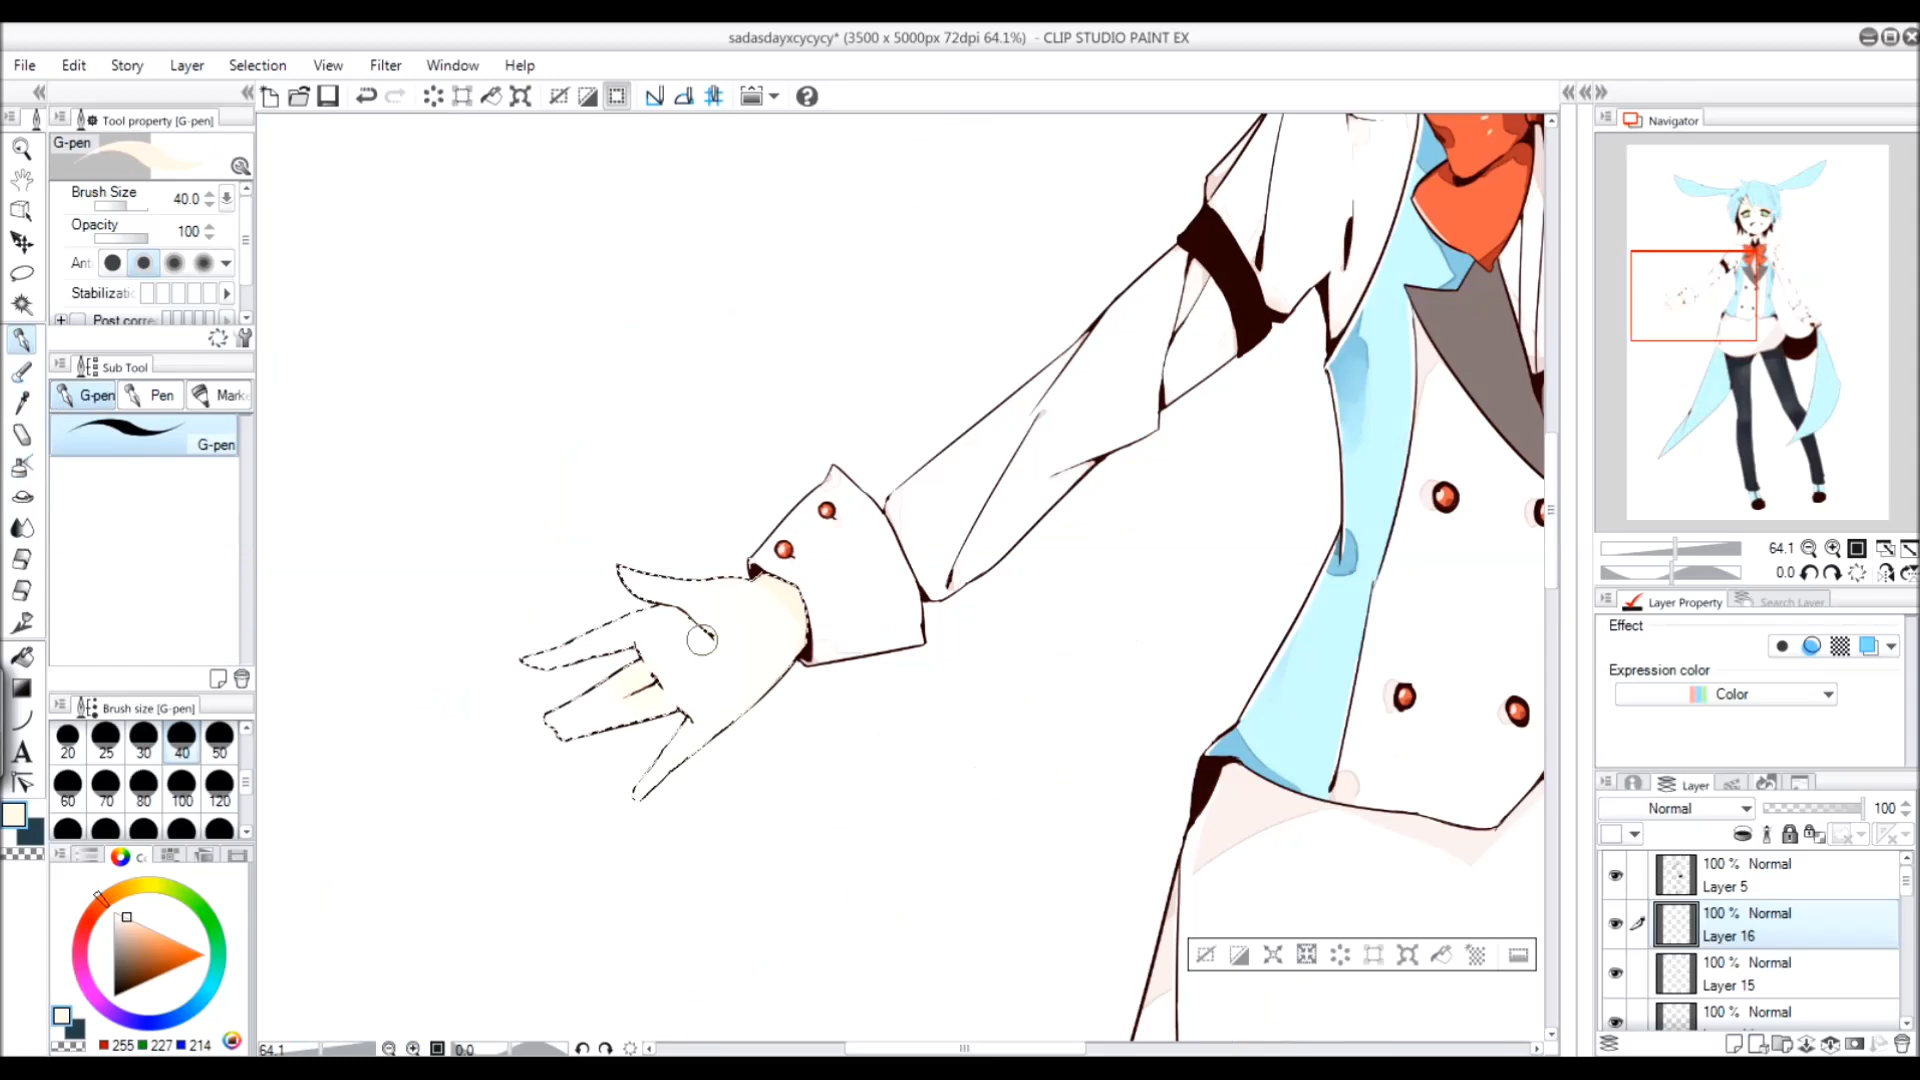 sadasdayxcycycy* (3500 x 5000px 72dpi 64.1%) - CLIP STUDIO PAINT EX
File Edit Story Layer Selection View Filter Window Help
Tool property [G-pen]
G-pen
Brush Size 40.0
Opacity 100
Ant
Stabilizatic
Post corre
Sub Tool
G-pen Pen Marke
G-pen
Brush size [G-pen]
20 25 30 40 50
60 70 80 100 120
255 227 214
64.1 0.0
Navigator
64.1
0.0
Layer Property Search Layer
Effect
Expression color
Color
Layer
Normal 100
100 % Normal
Layer 5
100 % Normal
Layer 16
100 % Normal
Layer 15
100 % Normal